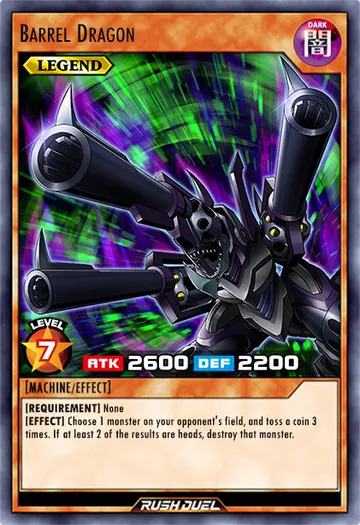 Barrel Dragon
DARK
闇
LEGEND
LEVEL
7
ATK 2600 DEF 2200
[MACHINE/EFFECT]
[REQUIREMENT] None
[EFFECT] Choose 1 monster on your opponent's field, and toss a coin 3
times. If at least 2 of the results are heads, destroy that monster.
RUSH DUEL